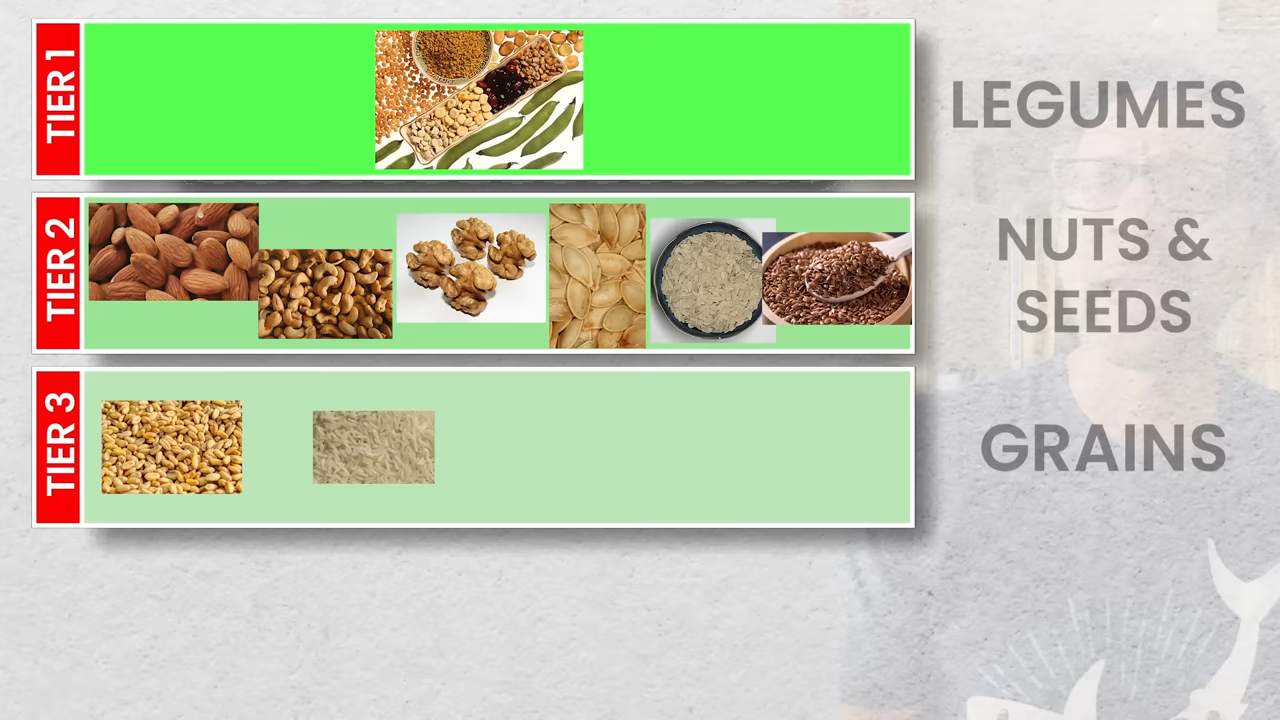 TIER 1
LEGUMES
TIER 2
NUTS &
SEEDS
TIER 3
GRAINS